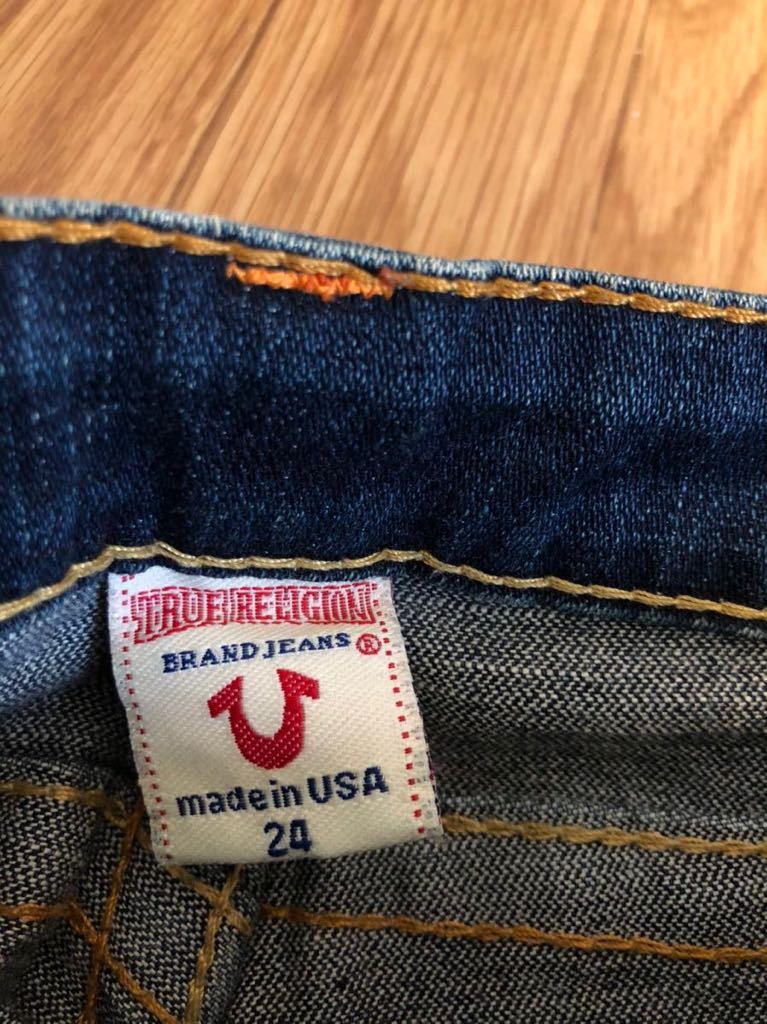 TRUE RELIGION
BRAND JEANS ®
made in USA
24